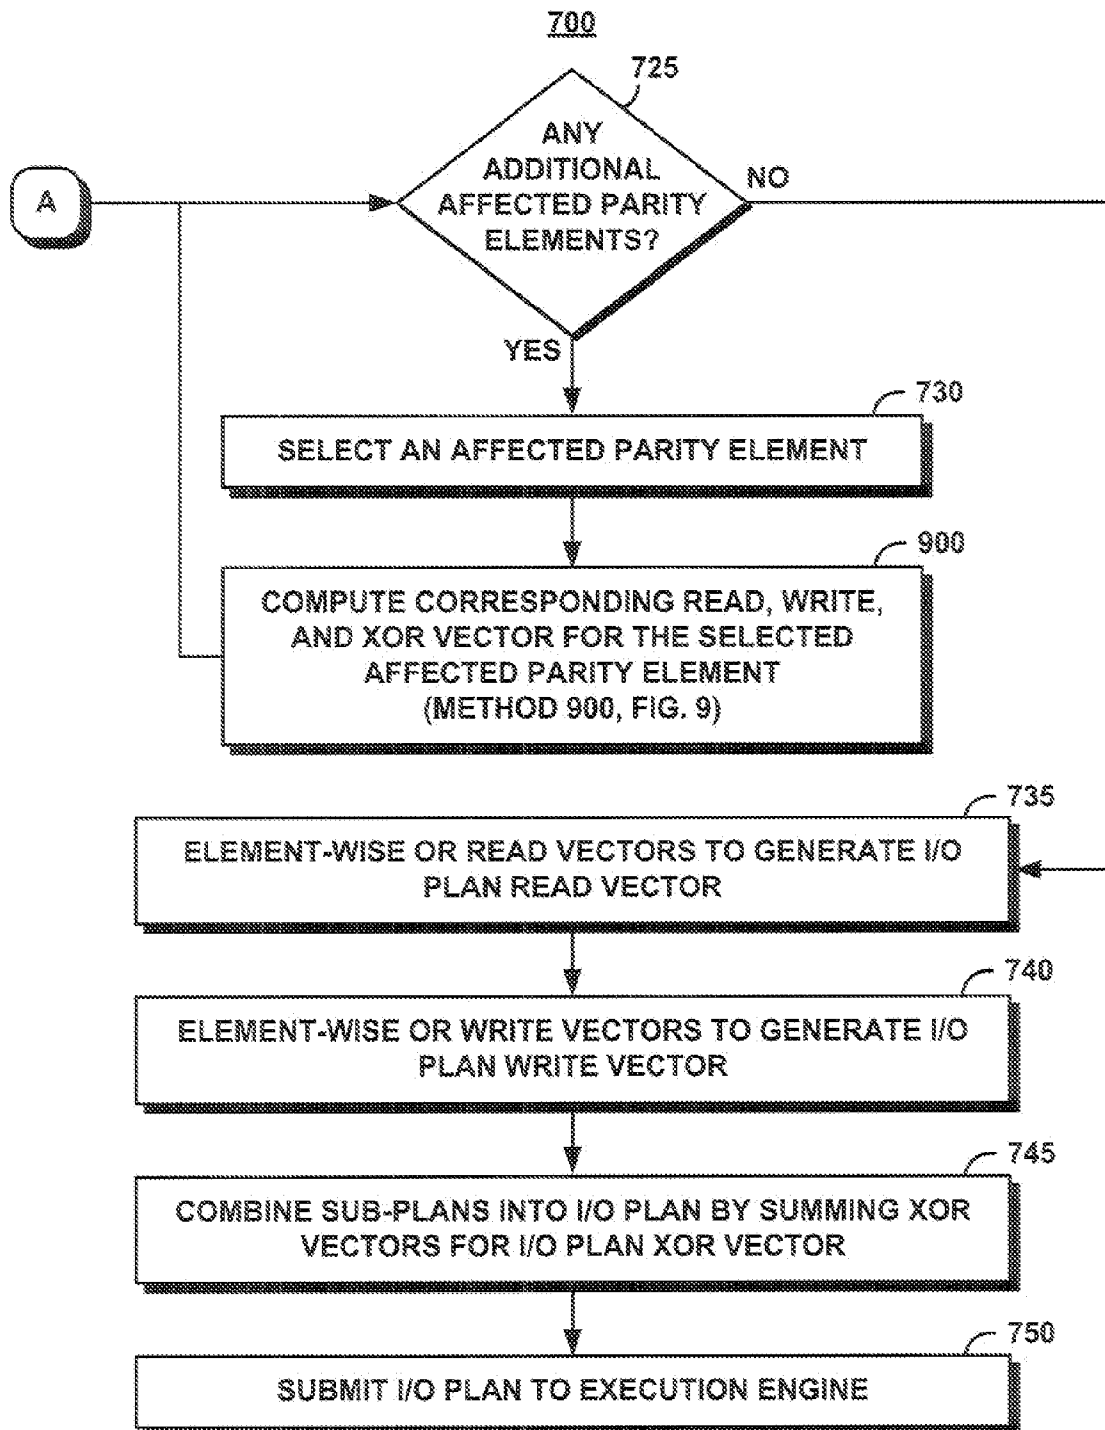 700
725
ANY
ADDITIONAL
AFFECTED PARITY
ELEMENTS?
A
NO
YES
730
SELECT AN AFFECTED PARITY ELEMENT
900
COMPUTE CORRESPONDING READ, WRITE,
AND XOR VECTOR FOR THE SELECTED
AFFECTED PARITY ELEMENT
(METHOD 900, FIG. 9)
735
ELEMENT-WISE OR READ VECTORS TO GENERATE I/O
PLAN READ VECTOR
740
ELEMENT-WISE OR WRITE VECTORS TO GENERATE I/O
PLAN WRITE VECTOR
745
COMBINE SUB-PLANS INTO I/O PLAN BY SUMMING XOR
VECTORS FOR I/O PLAN XOR VECTOR
750
SUBMIT I/O PLAN TO EXECUTION ENGINE